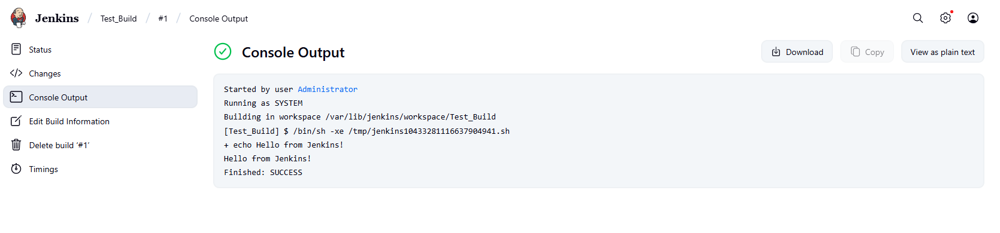 Jenkins / Test_Build / #1 / Console Output
Status
Changes
Console Output
Edit Build Information
Delete build ‘#1’
Timings
Console Output
Download
Copy
View as plain text
Started by user Administrator
Running as SYSTEM
Building in workspace /var/lib/jenkins/workspace/Test_Build
[Test_Build] $ /bin/sh -xe /tmp/jenkins10433281116637904941.sh
+ echo Hello from Jenkins!
Hello from Jenkins!
Finished: SUCCESS